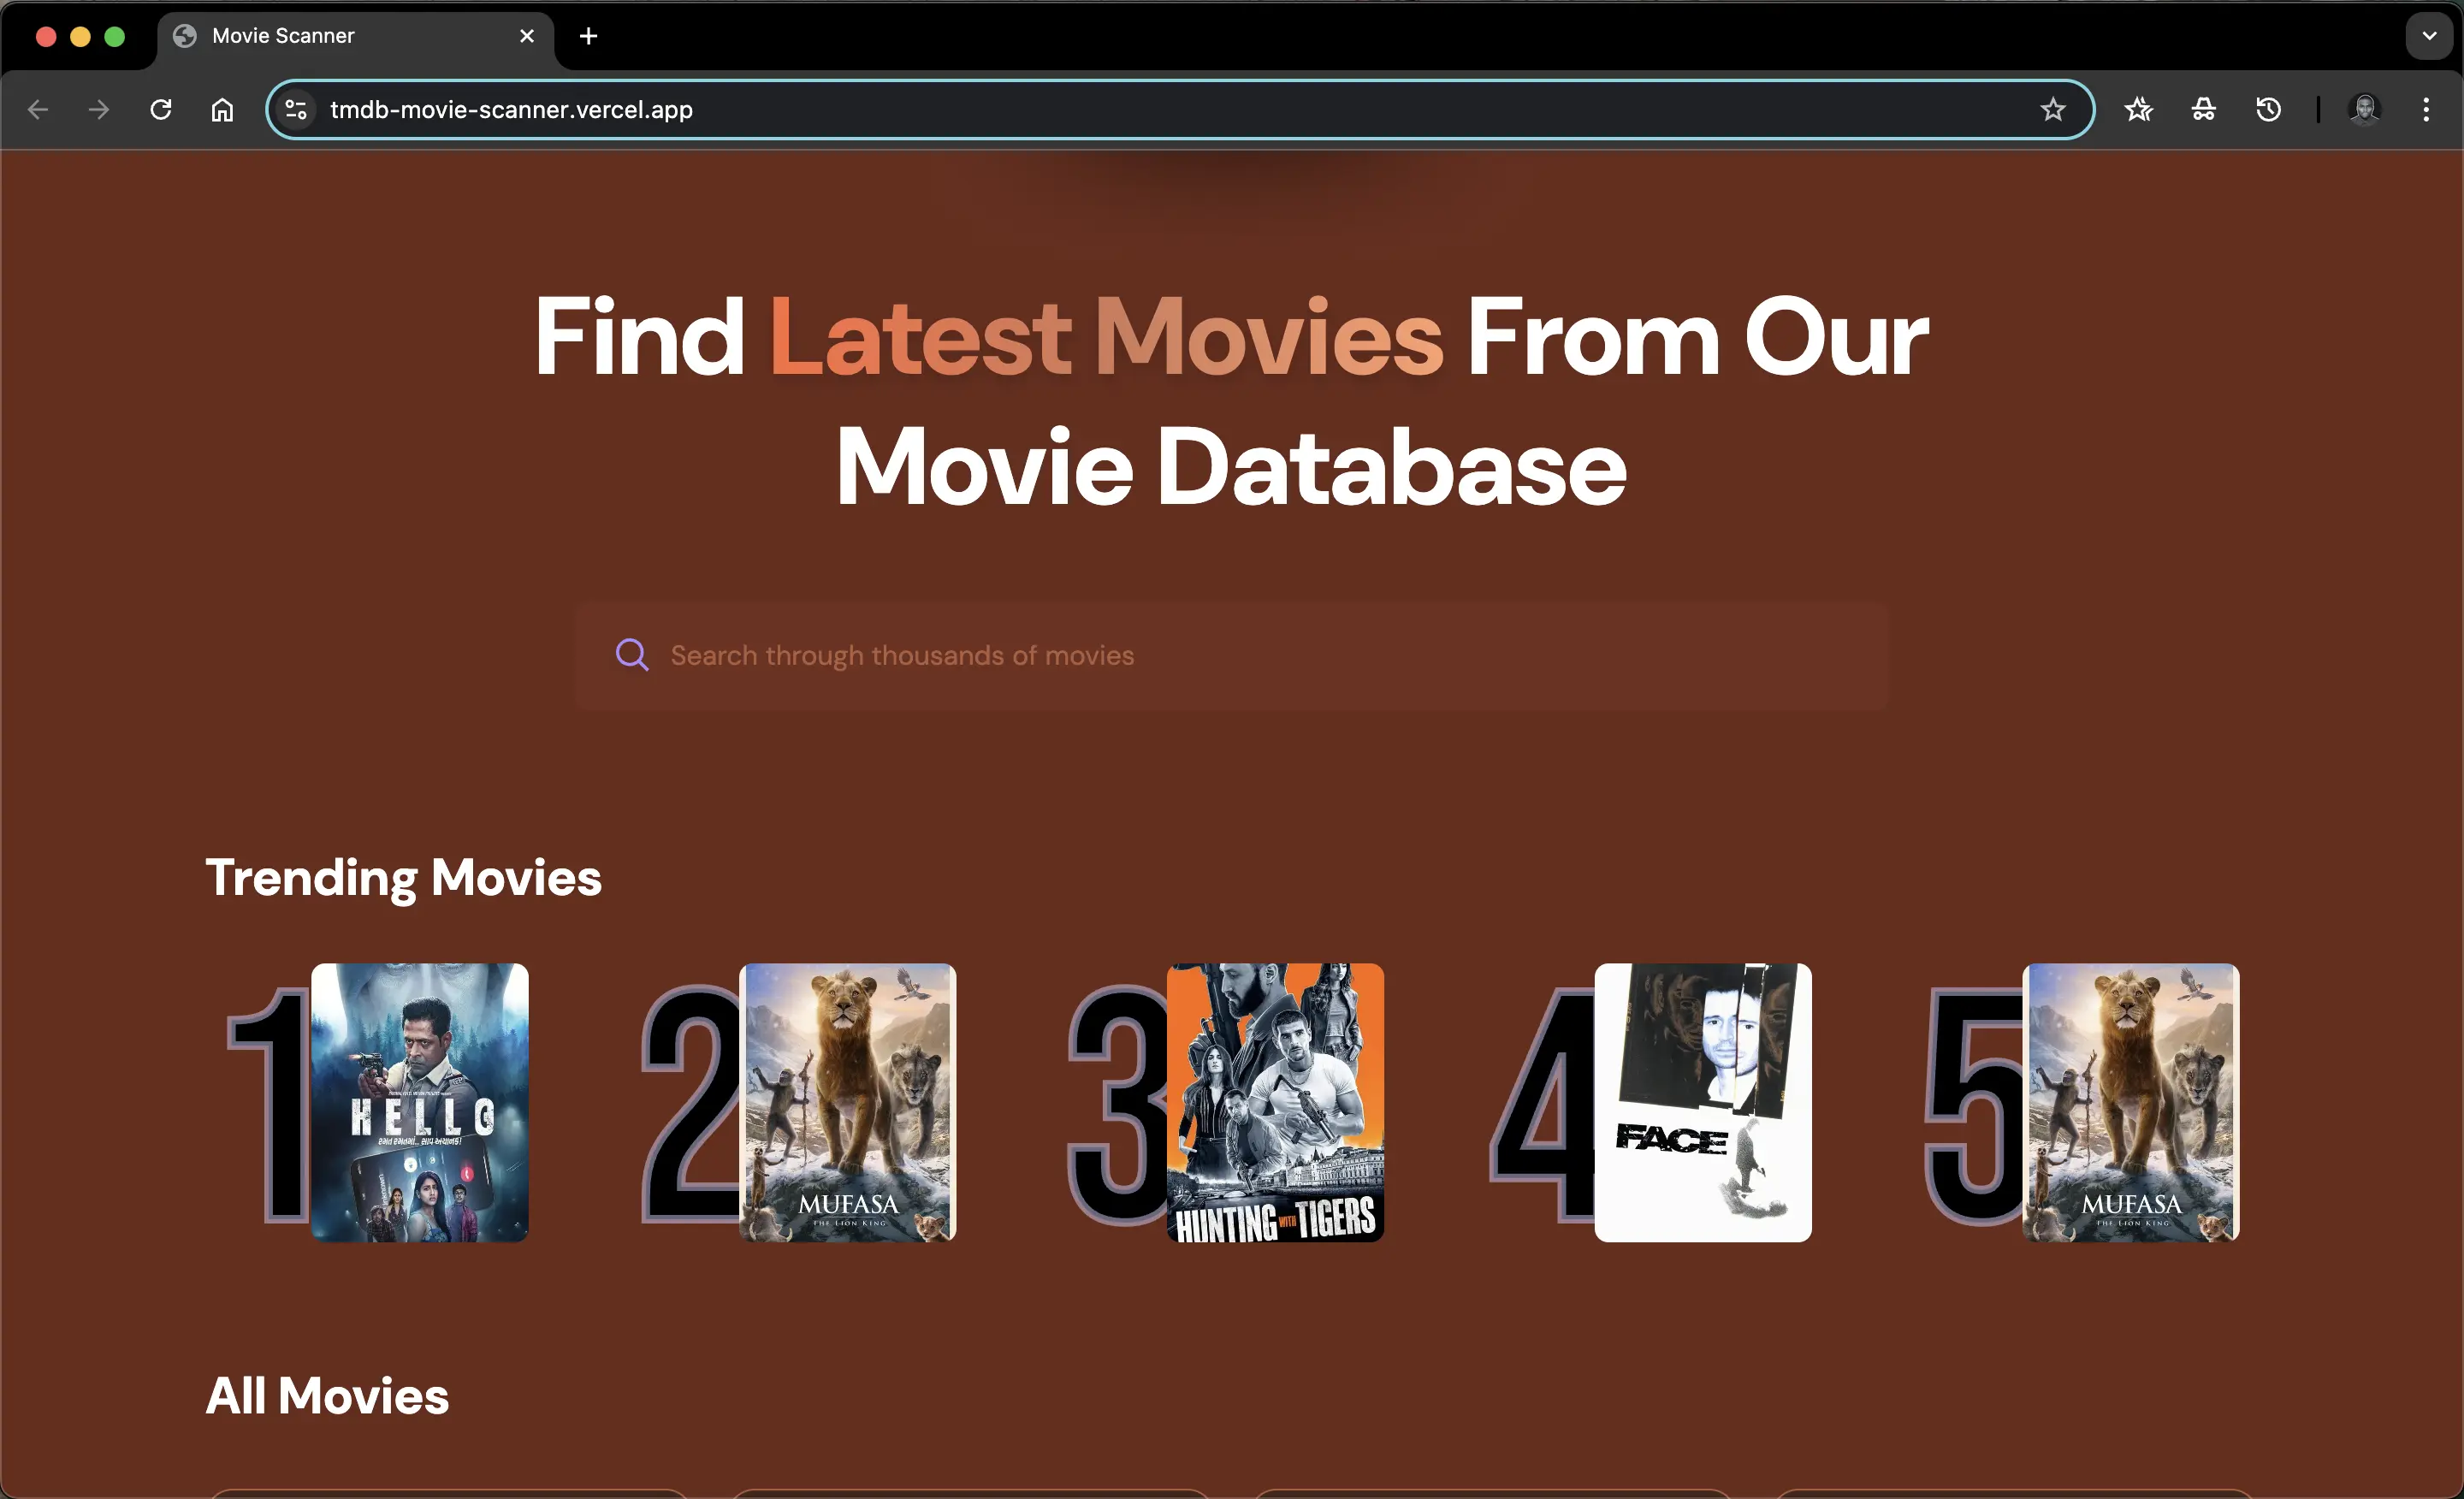 Movie Scanner
tmdb-movie-scanner.vercel.app
Find Latest Movies From Our
Movie Database
Search through thousands of movies
Trending Movies
1
HELLO
2
MUFASA
THE LION KING
3
HUNTING WITH TIGERS
4
FACE
5
MUFASA
THE LION KING
All Movies